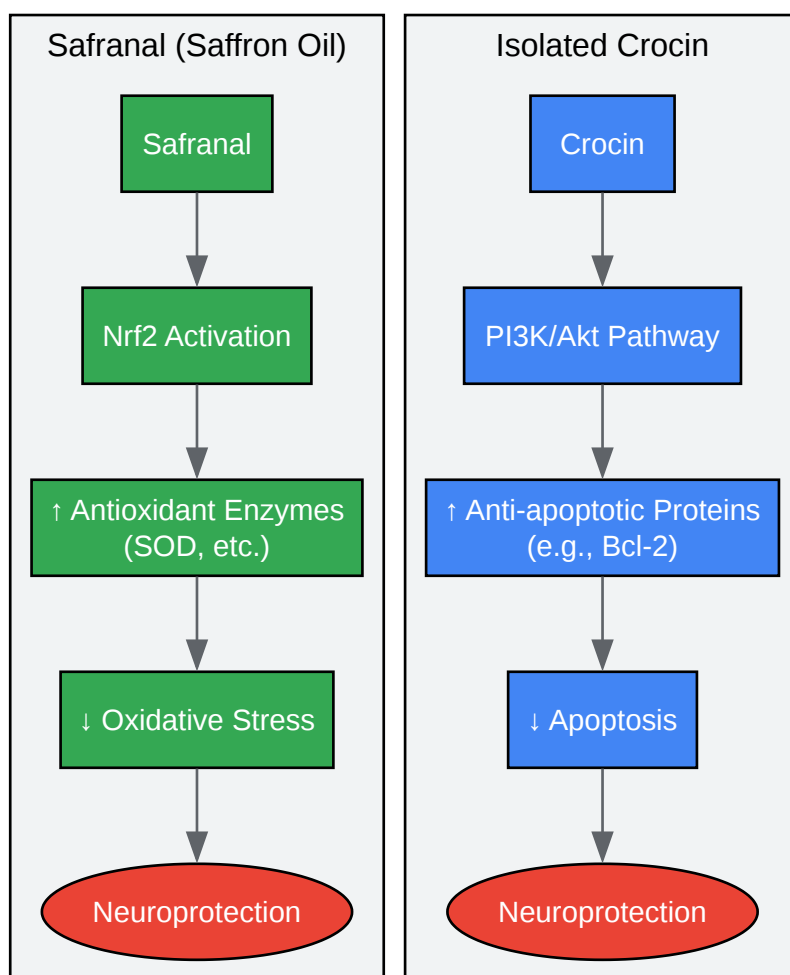 Safranal (Saffron Oil)
Safranal
Nrf2 Activation
↑ Antioxidant Enzymes
(SOD, etc.)
↓ Oxidative Stress
Neuroprotection
Isolated Crocin
Crocin
PI3K/Akt Pathway
↑ Anti-apoptotic Proteins
(e.g., Bcl-2)
↓ Apoptosis
Neuroprotection